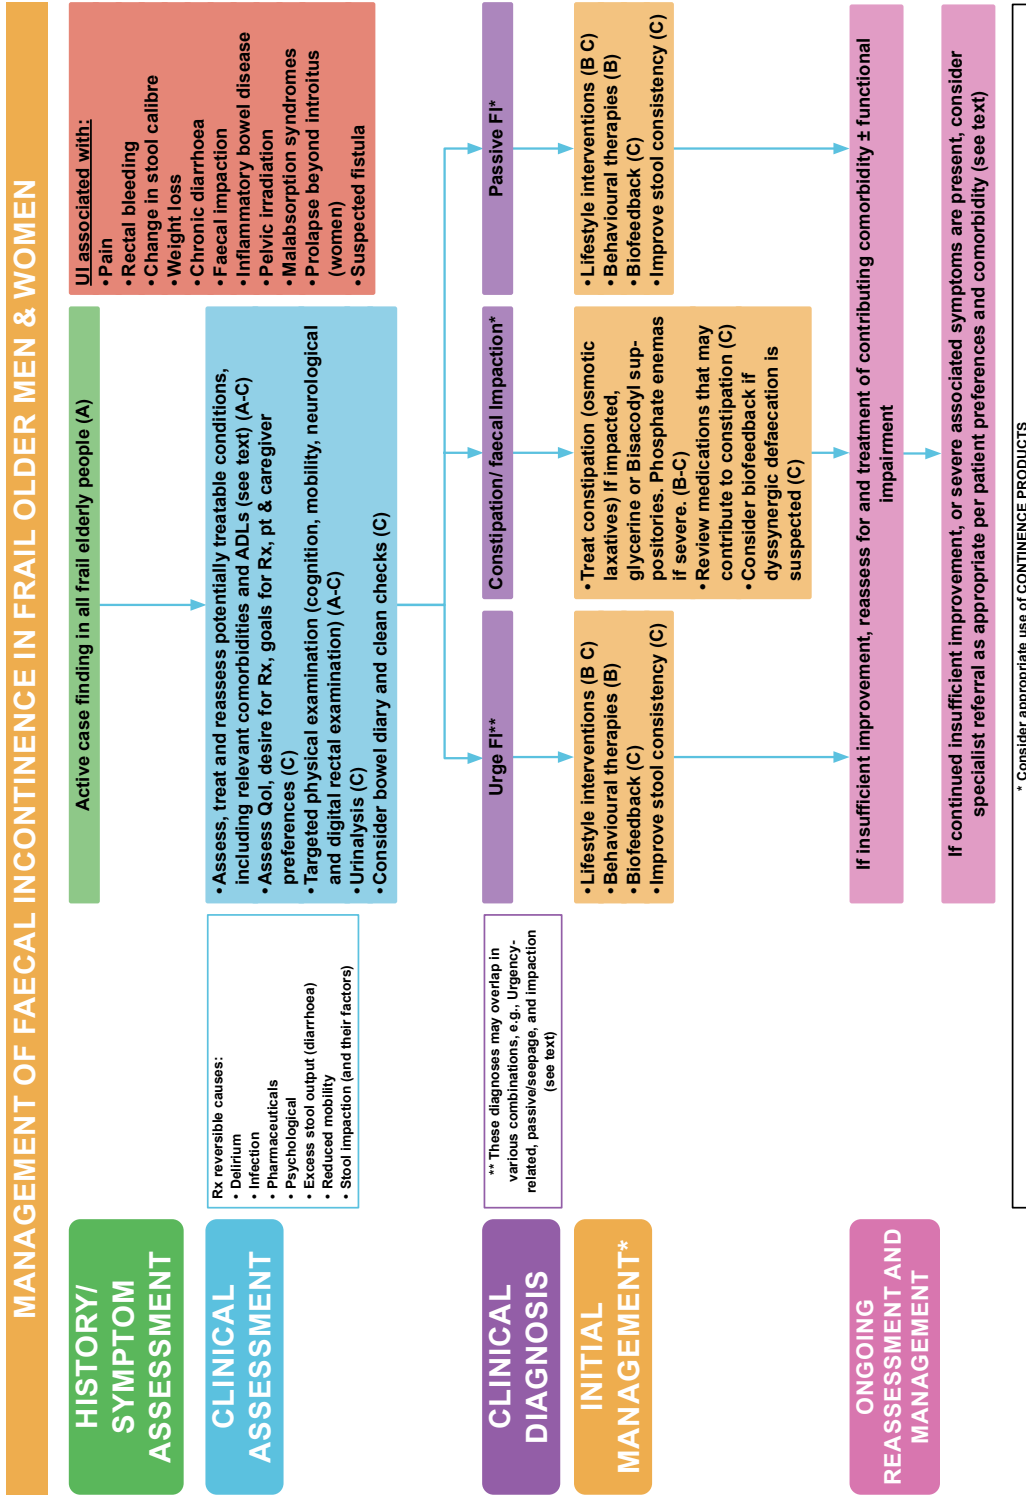 MANAGEMENT OF FAECAL INCONTINENCE IN FRAIL OLDER MEN & WOMEN
HISTORY/
SYMPTOM
ASSESSMENT
Active case finding in all frail elderly people (A)
UI associated with:
• Pain
• Rectal bleeding
• Change in stool calibre
• Weight loss
• Chronic diarrhoea
• Faecal impaction
• Inflammatory bowel disease
• Pelvic irradiation
• Malabsorption syndromes
• Prolapse beyond introitus
(women)
• Suspected fistula
CLINICAL
ASSESSMENT
Rx reversible causes:
• Delirium
• Infection
• Pharmaceuticals
• Psychological
• Excess stool output (diarrhoea)
• Reduced mobility
• Stool impaction (and their factors)
• Assess, treat and reassess potentially treatable conditions,
including relevant comorbidities and ADLs (see text) (A-C)
• Assess Qol, desire for Rx, goals for Rx, pt & caregiver
preferences (C)
• Targeted physical examination (cognition, mobility, neurological
and digital rectal examination) (A-C)
• Urinalysis (C)
• Consider bowel diary and clean checks (C)
CLINICAL
DIAGNOSIS
** These diagnoses may overlap in
various combinations, e.g., Urgency-
related, passive/seepage, and impaction
(see text)
Urge FI**
Constipation/ faecal Impaction*
Passive FI*
INITIAL
MANAGEMENT*
• Lifestyle interventions (B C)
• Behavioural therapies (B)
• Biofeedback (C)
• Improve stool consistency (C)
• Treat constipation (osmotic
laxatives) If impacted,
glycerine or Bisacodyl sup-
positories. Phosphate enemas
if severe. (B-C)
• Review medications that may
contribute to constipation (C)
• Consider biofeedback if
dyssynergic defaecation is
suspected (C)
• Lifestyle interventions (B C)
• Behavioural therapies (B)
• Biofeedback (C)
• Improve stool consistency (C)
ONGOING
REASSESSMENT AND
MANAGEMENT
If insufficient improvement, reassess for and treatment of contributing comorbidity ± functional
impairment
If continued insufficient improvement, or severe associated symptoms are present, consider
specialist referral as appropriate per patient preferences and comorbidity (see text)
* Consider appropriate use of CONTINENCE PRODUCTS